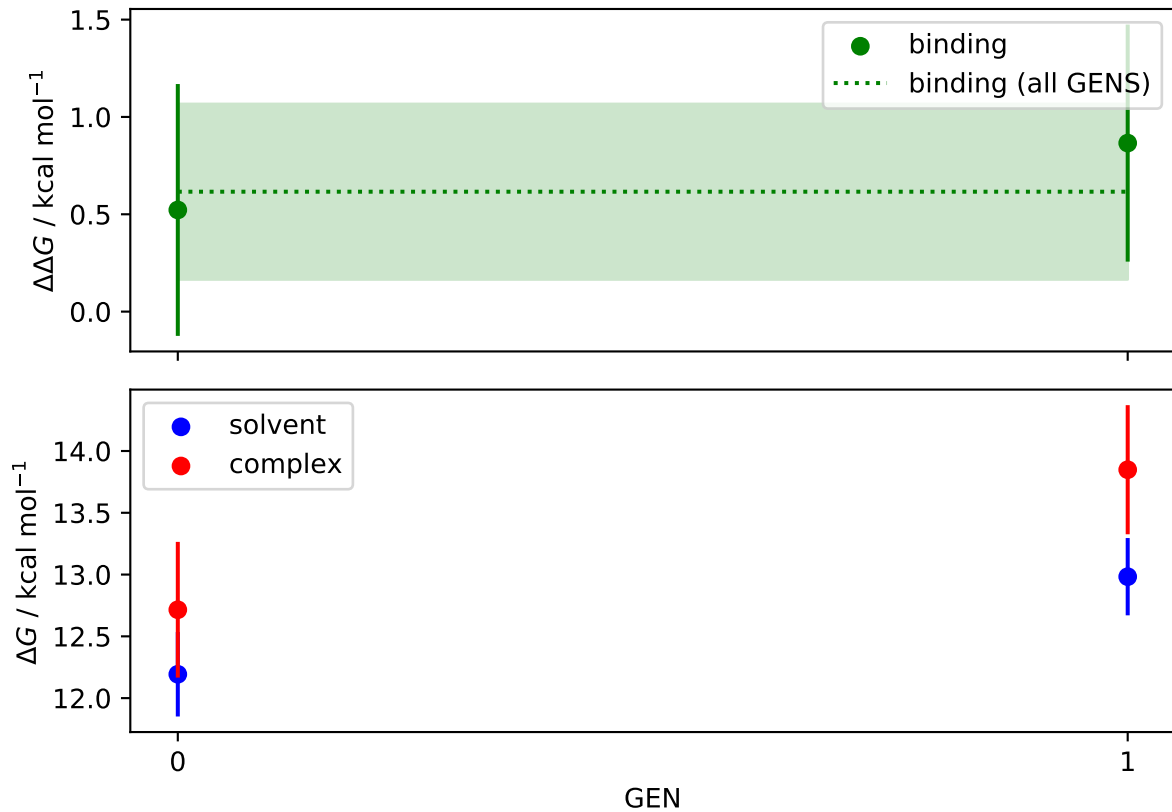 1.5
1.0
0.5
0.0
ΔΔG / kcal mol⁻¹
binding
binding (all GENS)
14.0
13.5
13.0
12.5
12.0
ΔG / kcal mol⁻¹
solvent
complex
0
1
GEN